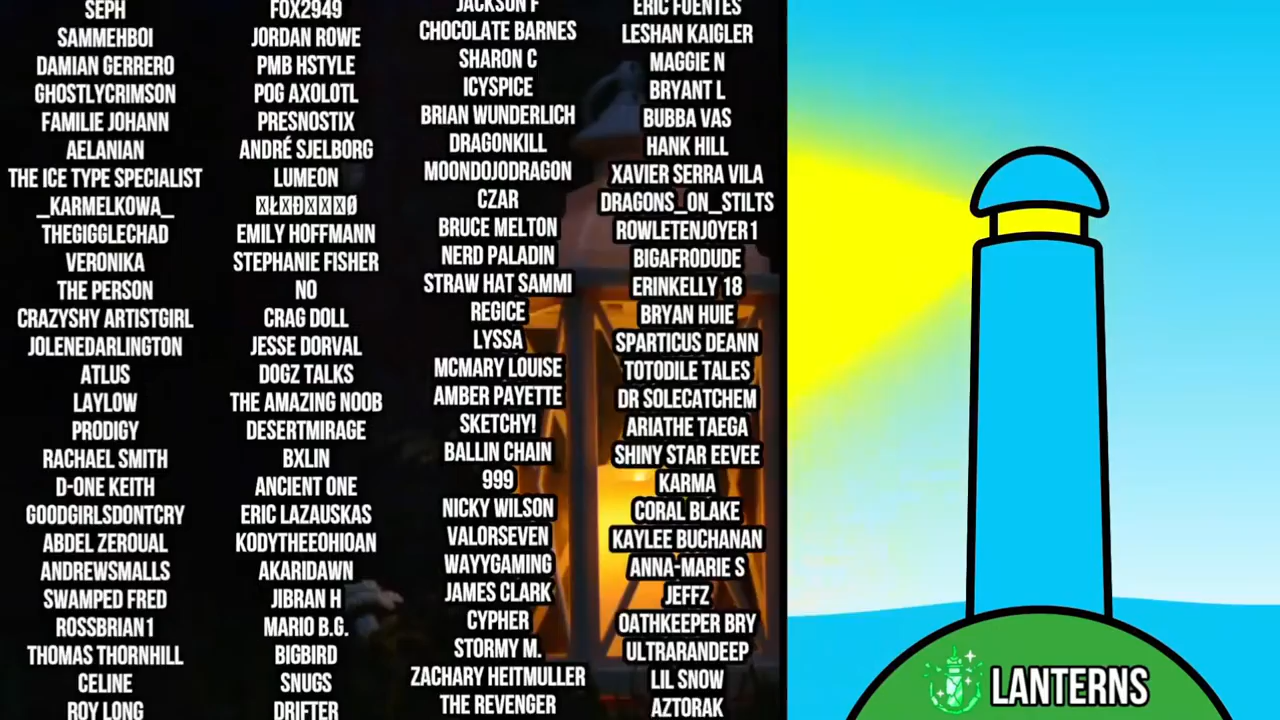 SEPH
SAMMEHBOI
DAMIAN GERRERO
GHOSTLYCRIMSON
FAMILIE JOHANN
AELANIAN
THE ICE TYPE SPECIALIST
_KARMELKOWA_
THEGIGGLECHAD
VERONIKA
THE PERSON
CRAZYSHY ARTISTGIRL
JOLENEDARLINGTON
ATLUS
LAYLOW
PRODIGY
RACHAEL SMITH
D-ONE KEITH
GOODGIRLSDONTCRY
ABDEL ZEROUAL
ANDREWSMALLS
SWAMPED FRED
ROSSBRIAN1
THOMAS THORNHILL
CELINE
ROY LONG
FOX2949
JORDAN ROWE
PMB HSTYLE
POG AXOLOTL
PRESNOSTIX
ANDRÉ SJELBORG
LUMEON
EMILY HOFFMANN
STEPHANIE FISHER
NO
CRAG DOLL
JESSE DORVAL
DOGZ TALKS
THE AMAZING NOOB
DESERTMIRAGE
BXLIN
ANCIENT ONE
ERIC LAZAUSKAS
KODYTHEEOHIOAN
AKARIDAWN
JIBRAN H
MARIO B.G.
BIGBIRD
SNUGS
DRIFTER
JACKSON F
CHOCOLATE BARNES
SHARON C
ICYSPICE
BRIAN WUNDERLICH
DRAGONKILL
MOONDOJODRAGON
CZAR
BRUCE MELTON
NERD PALADIN
STRAW HAT SAMMI
REGICE
LYSSA
MCMARY LOUISE
AMBER PAYETTE
SKETCHY!
BALLIN CHAIN
999
NICKY WILSON
VALORSEVEN
WAYYGAMING
JAMES CLARK
CYPHER
STORMY M.
ZACHARY HEITMULLER
THE REVENGER
ERIC FUENTES
LESHAN KAIGLER
MAGGIE N
BRYANT L
BUBBA VAS
HANK HILL
XAVIER SERRA VILA
DRAGONS_ON_STILTS
ROWLETENJOYER1
BIGAFRODUDE
ERINKELLY 18
BRYAN HUIE
SPARTICUS DEANN
TOTODILE TALES
DR SOLECATCHEM
ARIATHE TAEGA
SHINY STAR EEVEE
KARMA
CORAL BLAKE
KAYLEE BUCHANAN
ANNA-MARIE S
JEFFZ
OATHKEEPER BRY
ULTRARANDEEP
LIL SNOW
AZTORAK
LANTERNS